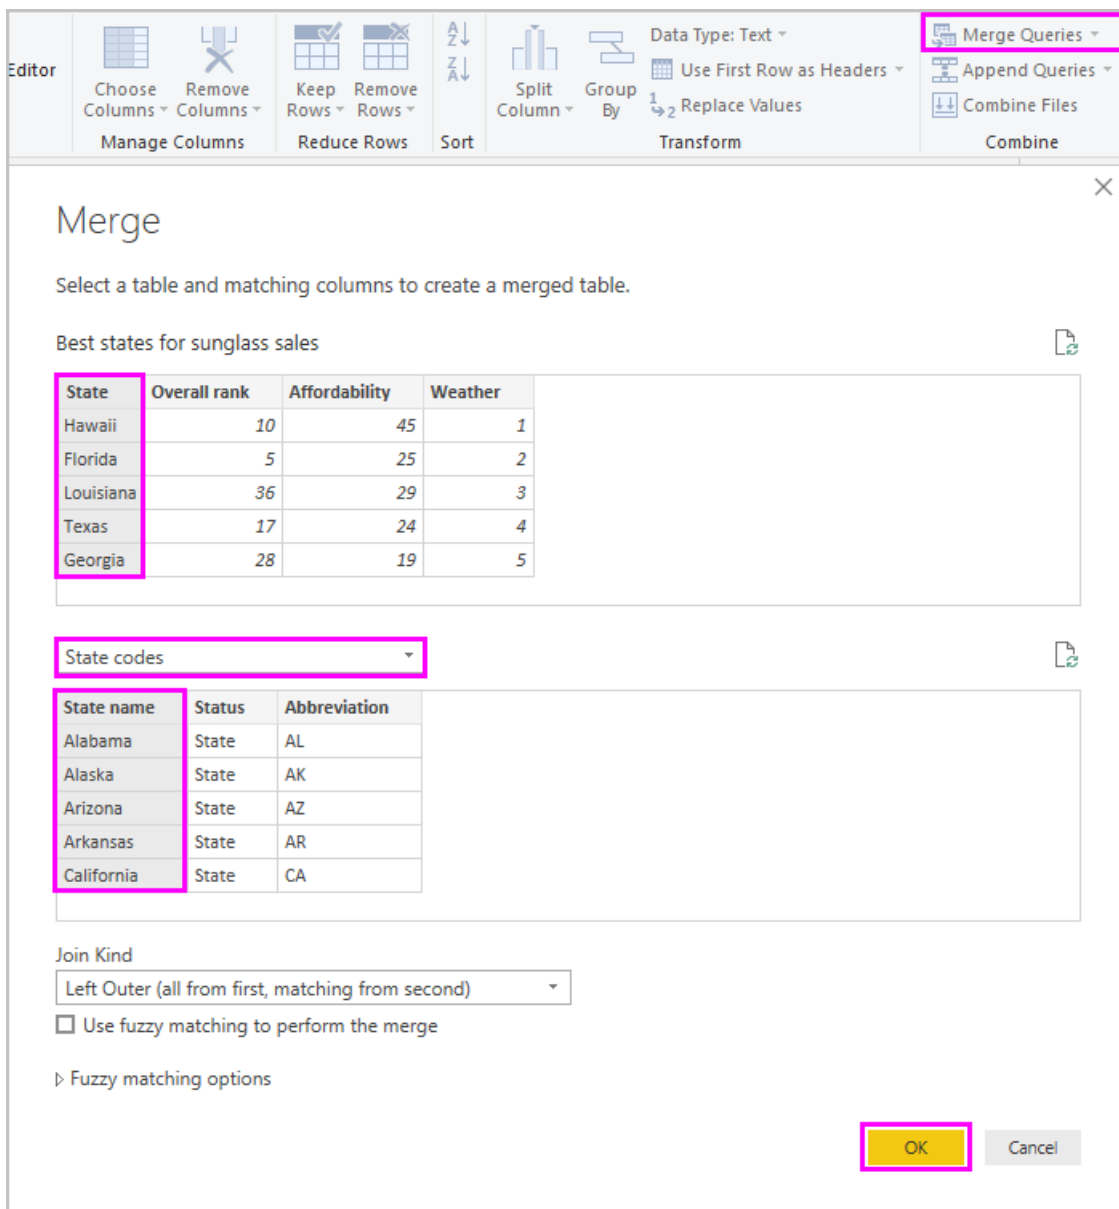 Editor
Choose Columns
Remove Columns
Manage Columns
Keep Rows
Remove Rows
Reduce Rows
A Z
Z A
Sort
Split Column
Group By
Data Type: Text
Use First Row as Headers
1 2 Replace Values
Transform
Merge Queries
Append Queries
Combine Files
Combine
Merge
Select a table and matching columns to create a merged table.
Best states for sunglass sales
State Overall rank Affordability Weather
Hawaii 10 45 1
Florida 5 25 2
Louisiana 36 29 3
Texas 17 24 4
Georgia 28 19 5
State codes
State name Status Abbreviation
Alabama State AL
Alaska State AK
Arizona State AZ
Arkansas State AR
California State CA
Join Kind
Left Outer (all from first, matching from second)
Use fuzzy matching to perform the merge
Fuzzy matching options
OK Cancel